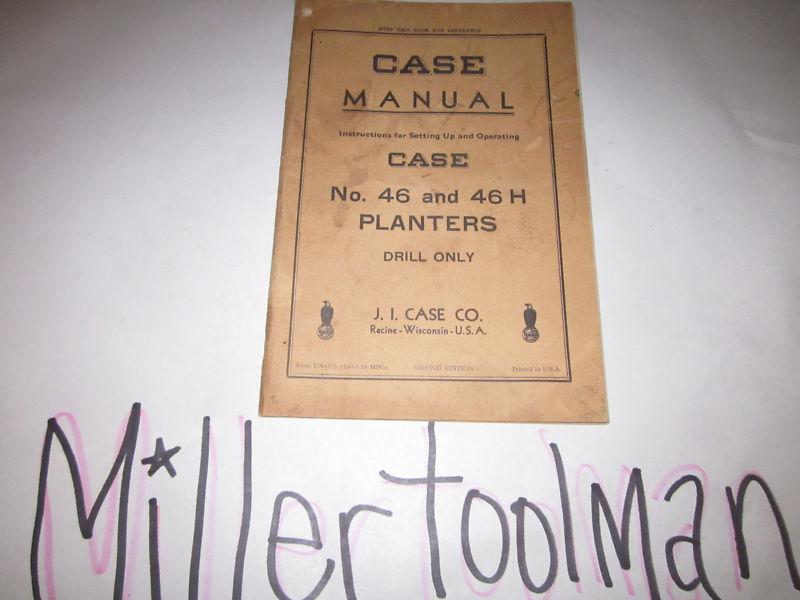 KEEP THIS BOOK FOR REFERENCE
CASE
MANUAL
Instructions for Setting Up and Operating
CASE
No. 46 and 46 H
PLANTERS
DRILL ONLY
J. I. CASE CO.
Racine - Wisconsin - U. S. A.
Form SECOND EDITION Printed in U.S.A.
Millertoolman